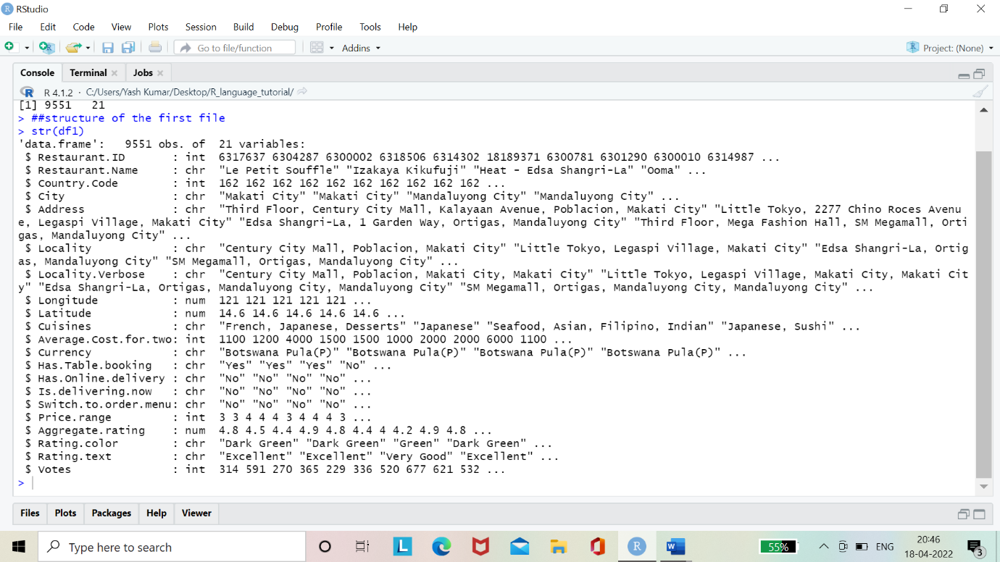 RStudio
File Edit Code View Plots Session Build Debug Profile Tools Help
Go to file/function Addins Project: (None)
Console Terminal Jobs
R 4.1.2 · C:/Users/Yash Kumar/Desktop/R_language_tutorial/
[1] 9551   21
> ##structure of the first file
> str(df1)
'data.frame':   9551 obs. of  21 variables:
 $ Restaurant.ID       : int  6317637 6304287 6300002 6318506 6314302 18189371 6300781 6301290 6300010 6314987 ...
 $ Restaurant.Name     : chr  "Le Petit Souffle" "Izakaya Kikufuji" "Heat - Edsa Shangri-La" "Ooma" ...
 $ Country.Code        : int  162 162 162 162 162 162 162 162 162 162 ...
 $ City                : chr  "Makati City" "Makati City" "Mandaluyong City" "Mandaluyong City" ...
 $ Address             : chr  "Third Floor, Century City Mall, Kalayaan Avenue, Poblacion, Makati City" "Little Tokyo, 2277 Chino Roces Avenu
e, Legaspi Village, Makati City" "Edsa Shangri-La, 1 Garden Way, Ortigas, Mandaluyong City" "Third Floor, Mega Fashion Hall, SM Megamall, Orti
gas, Mandaluyong City" ...
 $ Locality            : chr  "Century City Mall, Poblacion, Makati City" "Little Tokyo, Legaspi Village, Makati City" "Edsa Shangri-La, Ortig
as, Mandaluyong City" "SM Megamall, Ortigas, Mandaluyong City" ...
 $ Locality.Verbose    : chr  "Century City Mall, Poblacion, Makati City, Makati City" "Little Tokyo, Legaspi Village, Makati City, Makati Cit
y" "Edsa Shangri-La, Ortigas, Mandaluyong City, Mandaluyong City" "SM Megamall, Ortigas, Mandaluyong City, Mandaluyong City" ...
 $ Longitude           : num  121 121 121 121 121 ...
 $ Latitude            : num  14.6 14.6 14.6 14.6 14.6 ...
 $ Cuisines            : chr  "French, Japanese, Desserts" "Japanese" "Seafood, Asian, Filipino, Indian" "Japanese, Sushi" ...
 $ Average.Cost.for.two: int  1100 1200 4000 1500 1500 1000 2000 2000 6000 1100 ...
 $ Currency            : chr  "Botswana Pula(P)" "Botswana Pula(P)" "Botswana Pula(P)" "Botswana Pula(P)" ...
 $ Has.Table.booking   : chr  "Yes" "Yes" "Yes" "No" ...
 $ Has.Online.delivery : chr  "No" "No" "No" "No" ...
 $ Is.delivering.now   : chr  "No" "No" "No" "No" ...
 $ Switch.to.order.menu: chr  "No" "No" "No" "No" ...
 $ Price.range         : int  3 3 4 4 4 3 4 4 4 3 ...
 $ Aggregate.rating    : num  4.8 4.5 4.4 4.9 4.8 4.4 4 4.2 4.9 4.8 ...
 $ Rating.color        : chr  "Dark Green" "Dark Green" "Green" "Dark Green" ...
 $ Rating.text         : chr  "Excellent" "Excellent" "Very Good" "Excellent" ...
 $ Votes               : int  314 591 270 365 229 336 520 677 621 532 ...
>
Files Plots Packages Help Viewer
Type here to search 55% ENG 20:46
18-04-2022 3